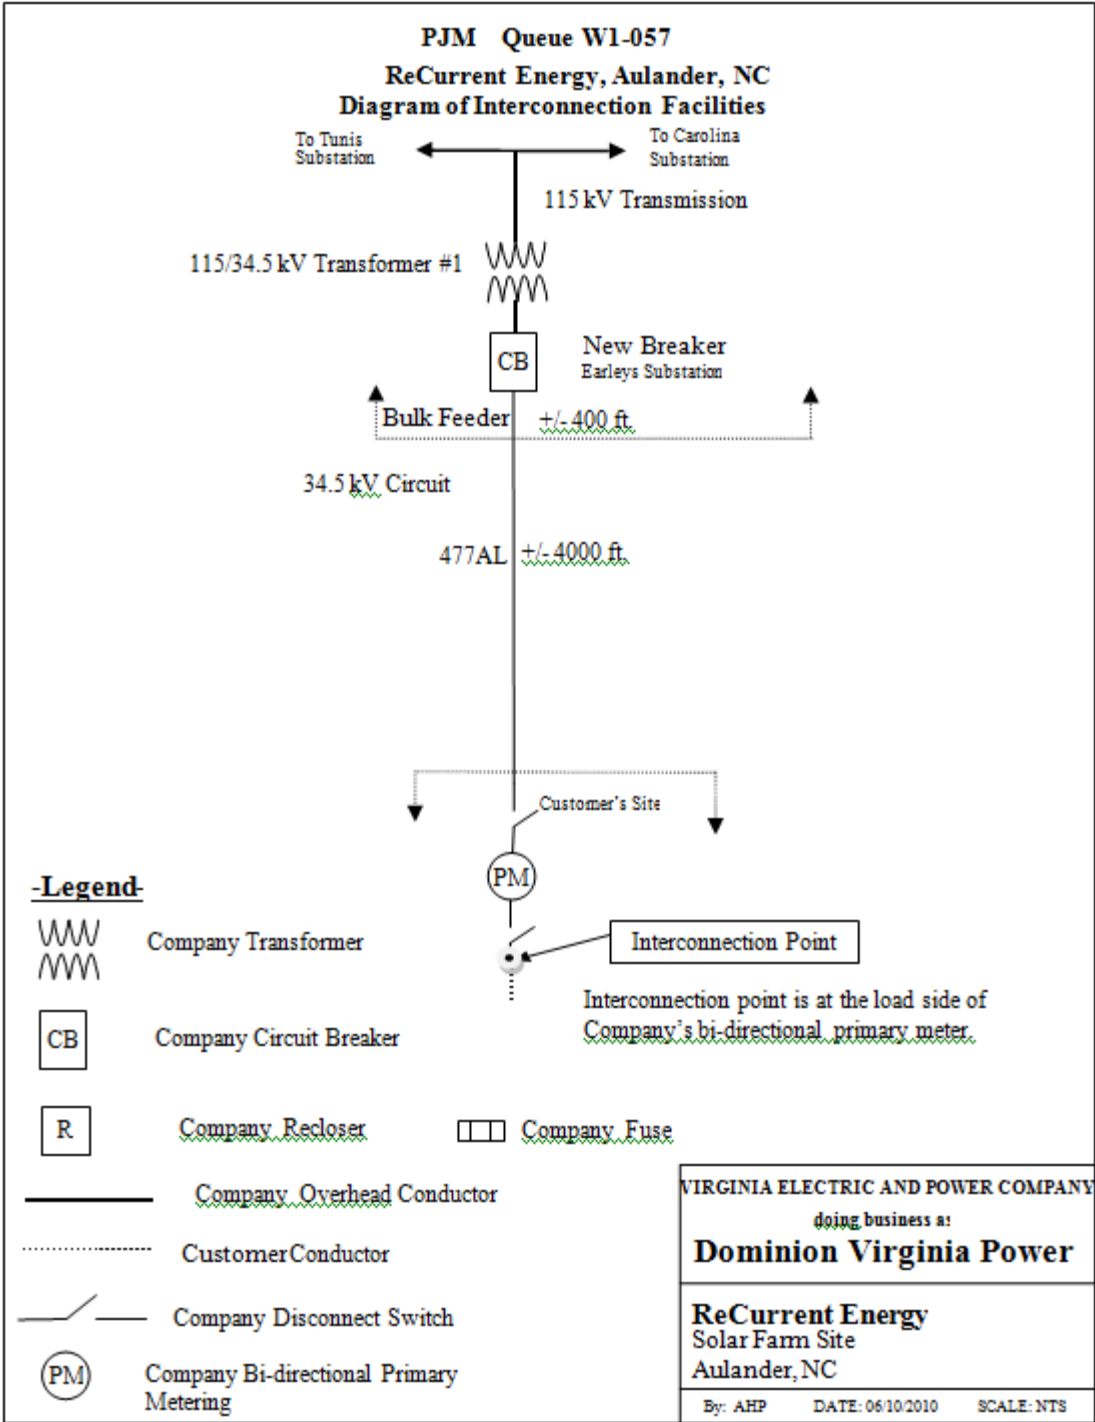 PJM Queue W1-057
ReCurrent Energy, Aulander, NC
Diagram of Interconnection Facilities
To Tunis
Substation
To Carolina
Substation
115 kV Transmission
115/34.5 kV Transformer #1
CB
New Breaker
Earleys Substation
Bulk Feeder
+/- 400 ft.
34.5 kV Circuit
477AL
+/- 4000 ft.
Customer's Site
PM
Interconnection Point
Interconnection point is at the load side of
Company's bi-directional primary meter.
-Legend-
Company Transformer
CB
Company Circuit Breaker
R
Company Recloser
Company Fuse
Company Overhead Conductor
Customer Conductor
Company Disconnect Switch
PM
Company Bi-directional Primary
Metering
VIRGINIA ELECTRIC AND POWER COMPANY
doing business as
Dominion Virginia Power
ReCurrent Energy
Solar Farm Site
Aulander, NC
By: AHP DATE: 06/10/2010 SCALE: NTS